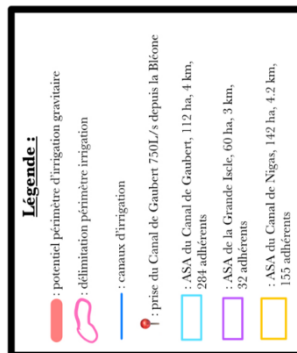 Légende :
: potentiel périmètre d'irrigation gravitaire
: délimitation périmètre irrigation
: canaux d'irrigation
: prise du Canal de Gaubert 750L/s depuis la Bléone
: ASA du Canal de Gaubert, 112 ha, 4 km,
284 adhérents
: ASA de la Grande Iscle, 60 ha, 3 km,
32 adhérents
: ASA du Canal de Nigas, 142 ha, 4.2 km,
155 adhérents